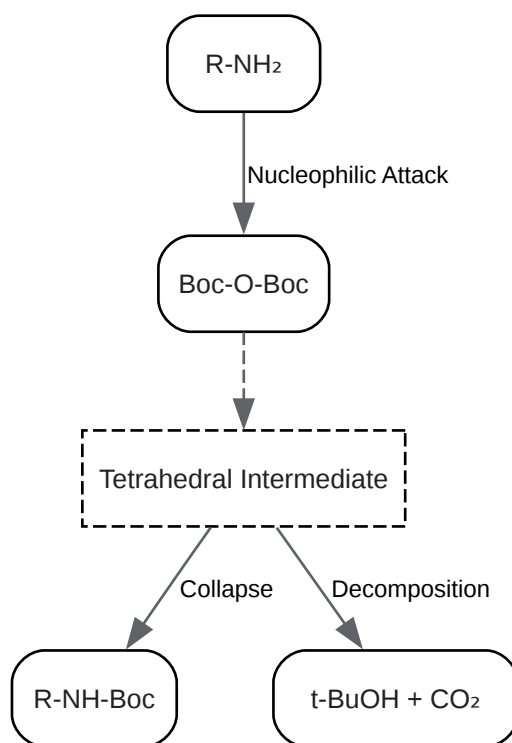 R-NH₂
Nucleophilic Attack
Boc-O-Boc
Tetrahedral Intermediate
Collapse
Decomposition
R-NH-Boc
t-BuOH + CO₂